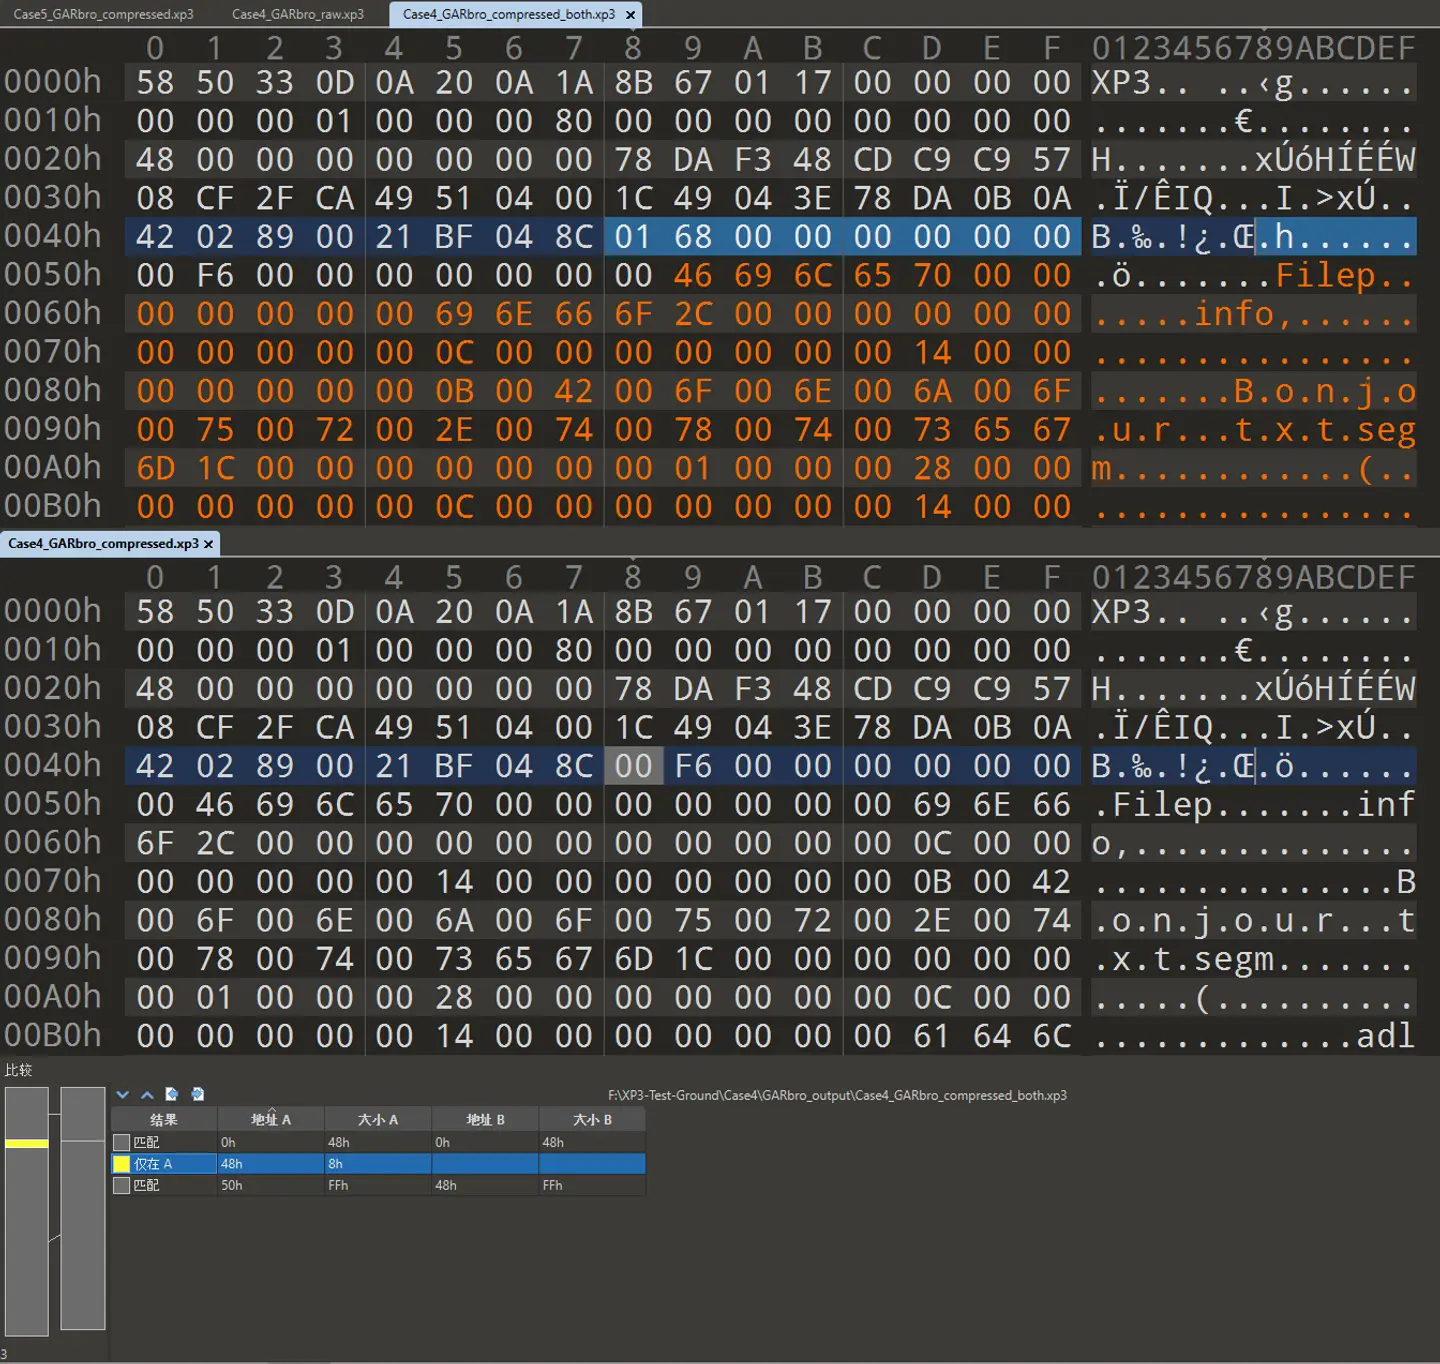 Case5_GARbro_compressed.xp3 Case4_GARbro_raw.xp3 Case4_GARbro_compressed_both.xp3 ×
0 1 2 3 4 5 6 7 8 9 A B C D E F 0123456789ABCDEF
0000h 58 50 33 0D 0A 20 0A 1A 8B 67 01 17 00 00 00 00 XP3.. ..‹g......
0010h 00 00 00 01 00 00 00 80 00 00 00 00 00 00 00 00 .......€........
0020h 48 00 00 00 00 00 00 00 78 DA F3 48 CD C9 C9 57 H.......xÚóHÍÉÉW
0030h 08 CF 2F CA 49 51 04 00 1C 49 04 3E 78 DA 0B 0A .Ï/ÊIQ...I.>xÚ..
0040h 42 02 89 00 21 BF 04 8C 01 68 00 00 00 00 00 00 B.‰.!¿.Œ.h......
0050h 00 F6 00 00 00 00 00 00 00 46 69 6C 65 70 00 00 .ö.......Filep..
0060h 00 00 00 00 00 69 6E 66 6F 2C 00 00 00 00 00 00 .....info,......
0070h 00 00 00 00 00 0C 00 00 00 00 00 00 00 14 00 00 ................
0080h 00 00 00 00 00 0B 00 42 00 6F 00 6E 00 6A 00 6F .......B.o.n.j.o
0090h 00 75 00 72 00 2E 00 74 00 78 00 74 00 73 65 67 .u.r...t.x.t.seg
00A0h 6D 1C 00 00 00 00 00 00 00 01 00 00 00 28 00 00 m............(..
00B0h 00 00 00 00 00 0C 00 00 00 00 00 00 00 14 00 00 ................
Case4_GARbro_compressed.xp3 ×
0 1 2 3 4 5 6 7 8 9 A B C D E F 0123456789ABCDEF
0000h 58 50 33 0D 0A 20 0A 1A 8B 67 01 17 00 00 00 00 XP3.. ..‹g......
0010h 00 00 00 01 00 00 00 80 00 00 00 00 00 00 00 00 .......€........
0020h 48 00 00 00 00 00 00 00 78 DA F3 48 CD C9 C9 57 H.......xÚóHÍÉÉW
0030h 08 CF 2F CA 49 51 04 00 1C 49 04 3E 78 DA 0B 0A .Ï/ÊIQ...I.>xÚ..
0040h 42 02 89 00 21 BF 04 8C 00 F6 00 00 00 00 00 00 B.‰.!¿.Œ.ö......
0050h 00 46 69 6C 65 70 00 00 00 00 00 00 00 69 6E 66 .Filep.......inf
0060h 6F 2C 00 00 00 00 00 00 00 00 00 00 00 0C 00 00 o,..............
0070h 00 00 00 00 00 14 00 00 00 00 00 00 00 0B 00 42 ...............B
0080h 00 6F 00 6E 00 6A 00 6F 00 75 00 72 00 2E 00 74 .o.n.j.o.u.r...t
0090h 00 78 00 74 00 73 65 67 6D 1C 00 00 00 00 00 00 .x.t.segm.......
00A0h 00 01 00 00 00 28 00 00 00 00 00 00 00 0C 00 00 .....(..........
00B0h 00 00 00 00 00 14 00 00 00 00 00 00 00 61 64 6C .............adl
比较
F:\XP3-Test-Ground\Case4\GARbro_output\Case4_GARbro_compressed_both.xp3
结果 地址 A 大小 A 地址 B 大小 B
匹配 0h 48h 0h 48h
仅在 A 48h 8h
匹配 50h FFh 48h FFh
3